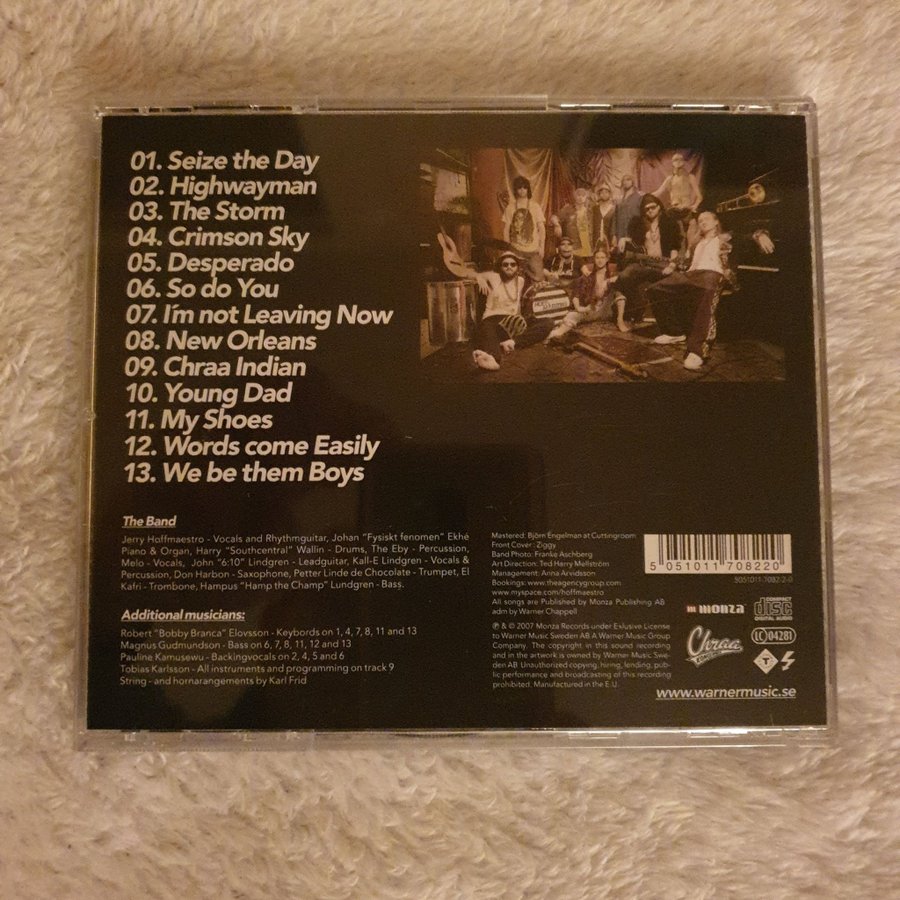 01. Seize the Day
02. Highwayman
03. The Storm
04. Crimson Sky
05. Desperado
06. So do You
07. I'm not Leaving Now
08. New Orleans
09. Chraa Indian
10. Young Dad
11. My Shoes
12. Words come Easily
13. We be them Boys
The Band
Jerry Hoffmaestro - Vocals and Rhythmguitar, Johan "Fysiskt fenomen" Ekhé
Piano & Organ, Harry "Southcentral" Wallin - Drums, The Eby - Percussion,
Melo - Vocals, John "6:10" Lindgren - Leadguitar, Kall-E Lindgren - Vocals &
Percussion, Don Harbon - Saxophone, Petter Linde de Chocolate - Trumpet, El
Kafri - Trombone, Hampus "Hamp the Champ" Lundgren - Bass.
Additional musicians:
Robert "Bobby Branca" Elovsson - Keybords on 1, 4, 7, 8, 11 and 13
Magnus Gudmundson - Bass on 6, 7, 8, 11, 12 and 13
Pauline Kamusewu - Backingvocals on 2, 4, 5 and 6
Tobias Karlsson - All instruments and programming on track 9
String - and hornarangements by Karl Frid
Mastered: Björn Engelman at Cuttingroom
Front Cover: Ziggy
Band Photo: Franke Aschberg
Art Direction: Ted Harry Mellström
Management: Anna Arvidsson
Bookings: www.theagencygroup.com
www.myspace.com/hoffmaestro
All songs are Published by Monza Publishing AB
adm by Warner Chappell
℗ & © 2007 Monza Records under Exlusive License
to Warner Music Sweden AB A Warner Music Group
Company. The copyright in this sound recording
and in the artwork is owned by Warner Music Swe-
den AB Unauthorized copying, hiring, lending, pu-
blic performance and broadcasting of this recording
prohibited. Manufactured in the E.U.
5 051011 708220
5051011-7082-2-0
monza
COMPACT
disc
DIGITAL AUDIO
Chraa
LC 04281
T
www.warnermusic.se